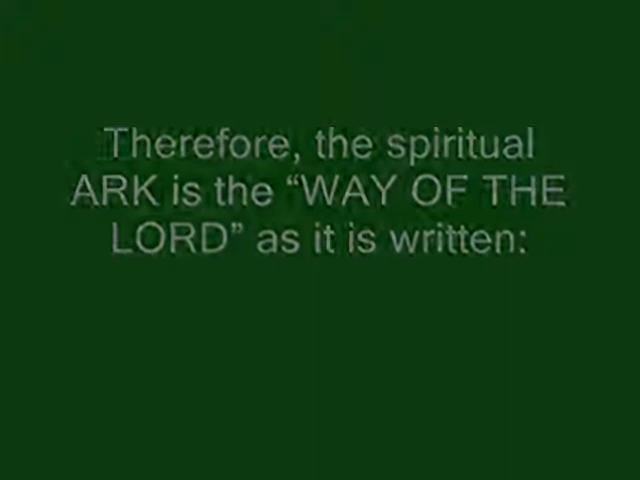 Therefore, the spiritual
ARK is the “WAY OF THE
LORD” as it is written: